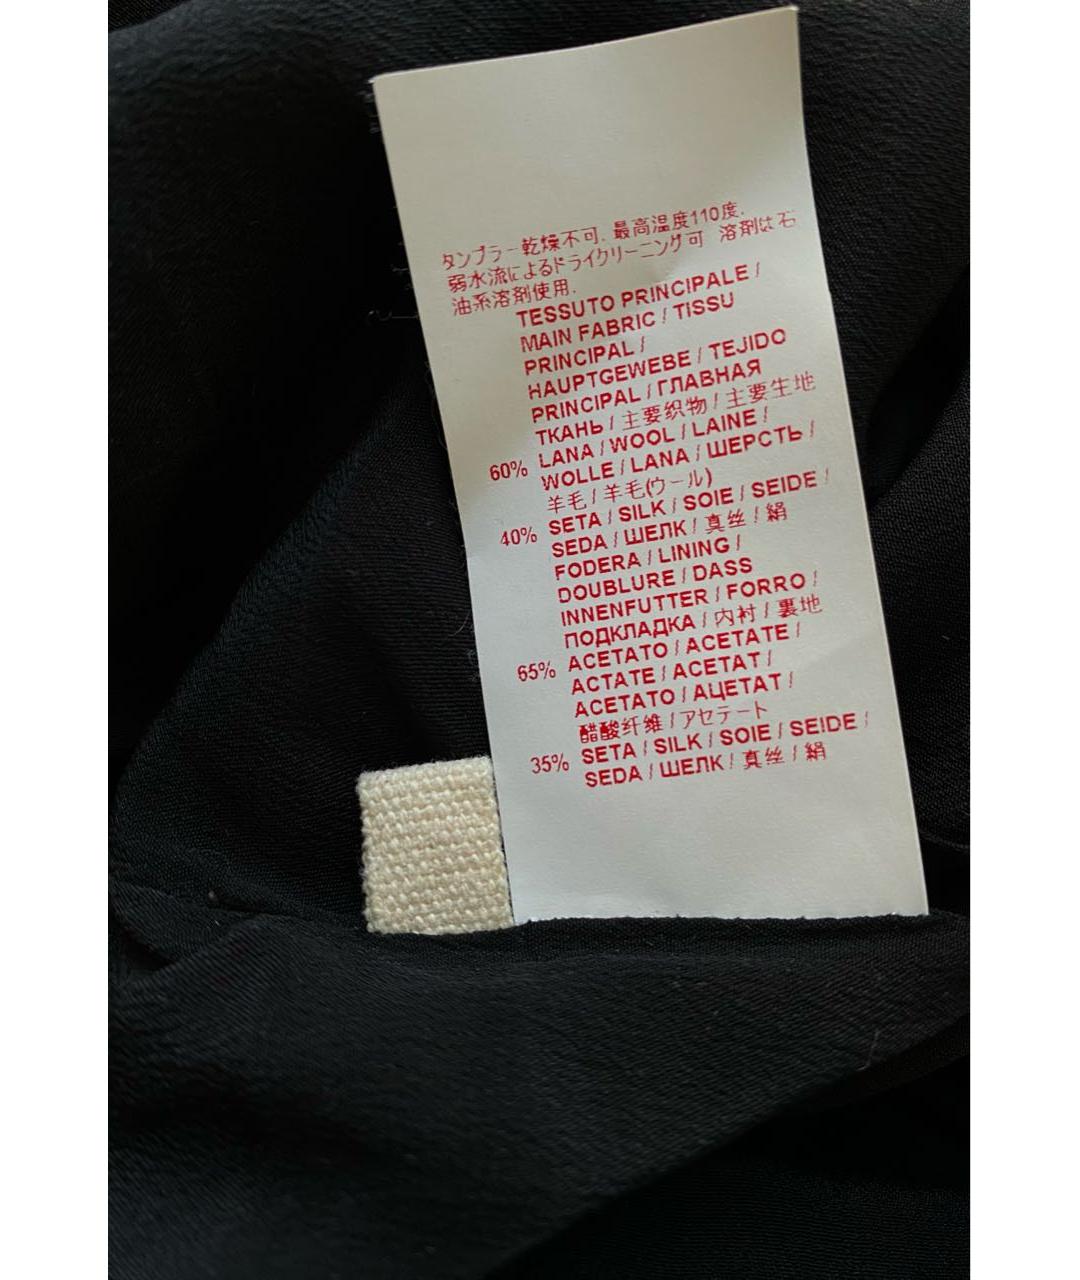 タンブラー乾燥不可. 最高温度110度.
弱水流によるドライクリーニング可 溶剤は石
油系溶剤使用.
TESSUTO PRINCIPALE /
MAIN FABRIC / TISSU
PRINCIPAL /
HAUPTGEWEBE / TEJIDO
PRINCIPAL / ГЛАВНАЯ
ТКАНЬ / 主要织物 / 主要生地
60% LANA / WOOL / LAINE /
WOLLE / LANA / ШЕРСТЬ /
羊毛 / 羊毛(ウール)
40% SETA / SILK / SOIE / SEIDE /
SEDA / ШЕЛК / 真丝 / 絹
FODERA / LINING /
DOUBLURE / DASS
INNENFUTTER / FORRO /
ПОДКЛАДКА / 内衬 / 裏地
65% ACETATO / ACETATE /
ACTATE / ACETAT /
ACETATO / АЦЕТАТ /
醋酸纤维 / アセテート
35% SETA / SILK / SOIE / SEIDE /
SEDA / ШЕЛК / 真丝 / 絹